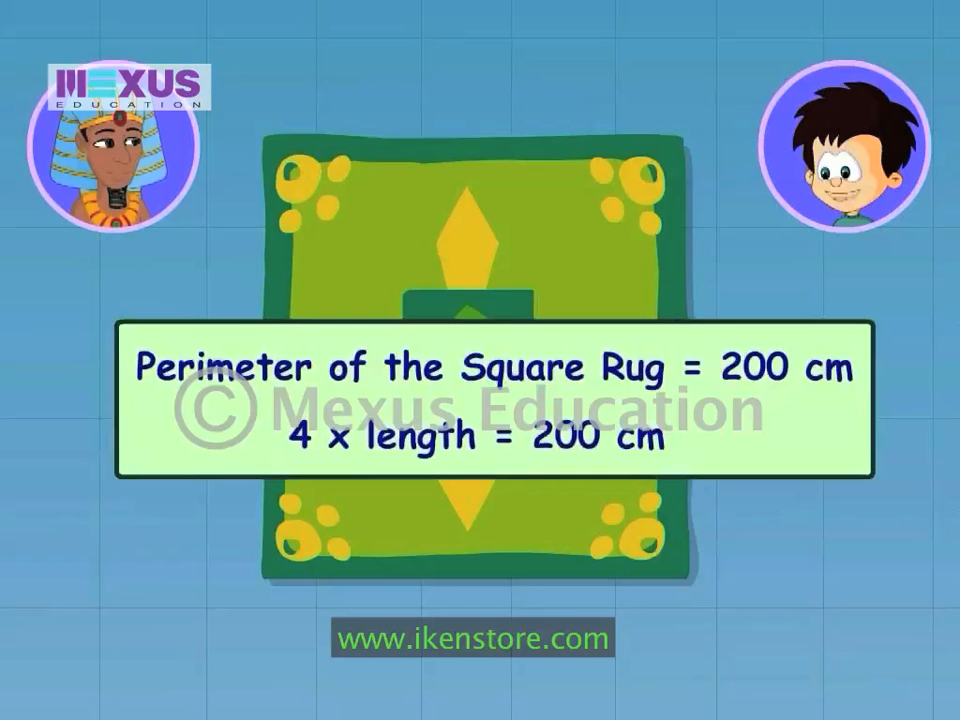 MEXUS
EDUCATION
Perimeter of the Square Rug = 200 cm
© Mexus Education
4 x length = 200 cm
www.ikenstore.com